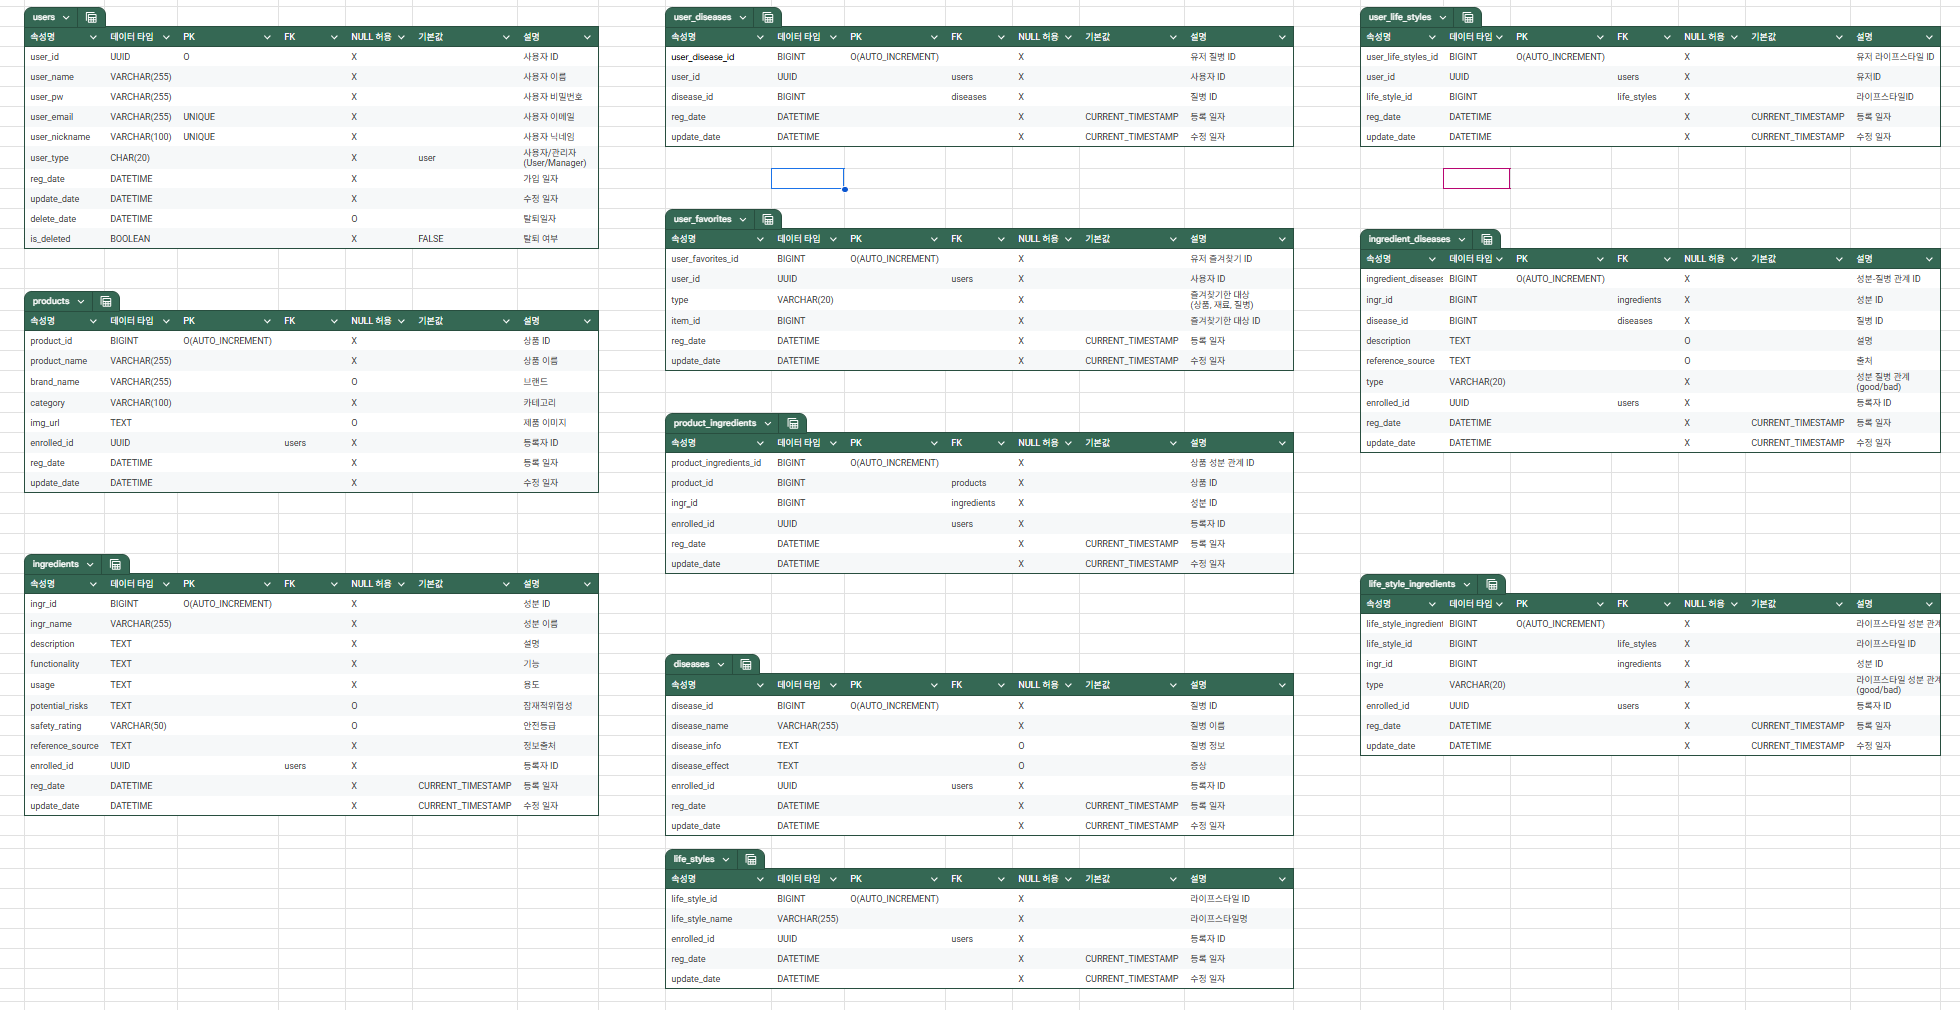 users
속성명 데이터 타입 PK FK NULL 허용 기본값 설명
user_id UUID O X 사용자 ID
user_name VARCHAR(255) X 사용자 이름
user_pw VARCHAR(255) X 사용자 비밀번호
user_email VARCHAR(255) UNIQUE X 사용자 이메일
user_nickname VARCHAR(100) UNIQUE X 사용자 닉네임
user_type CHAR(20) X user 사용자/관리자
(User/Manager)
reg_date DATETIME X 가입 일자
update_date DATETIME X 수정 일자
delete_date DATETIME O 탈퇴일자
is_deleted BOOLEAN X FALSE 탈퇴 여부
products
속성명 데이터 타입 PK FK NULL 허용 기본값 설명
product_id BIGINT O(AUTO_INCREMENT) X 상품 ID
product_name VARCHAR(255) X 상품 이름
brand_name VARCHAR(255) O 브랜드
category VARCHAR(100) X 카테고리
img_url TEXT O 제품 이미지
enrolled_id UUID users X 등록자 ID
reg_date DATETIME X 등록 일자
update_date DATETIME X 수정 일자
ingredients
속성명 데이터 타입 PK FK NULL 허용 기본값 설명
ingr_id BIGINT O(AUTO_INCREMENT) X 성분 ID
ingr_name VARCHAR(255) X 성분 이름
description TEXT X 설명
functionality TEXT X 기능
usage TEXT X 용도
potential_risks TEXT O 잠재적위험성
safety_rating VARCHAR(50) O 안전등급
reference_source TEXT X 정보출처
enrolled_id UUID users X 등록자 ID
reg_date DATETIME X CURRENT_TIMESTAMP 등록 일자
update_date DATETIME X CURRENT_TIMESTAMP 수정 일자
user_diseases
속성명 데이터 타입 PK FK NULL 허용 기본값 설명
user_disease_id BIGINT O(AUTO_INCREMENT) X 유저 질병 ID
user_id UUID users X 사용자 ID
disease_id BIGINT diseases X 질병 ID
reg_date DATETIME X CURRENT_TIMESTAMP 등록 일자
update_date DATETIME X CURRENT_TIMESTAMP 수정 일자
user_favorites
속성명 데이터 타입 PK FK NULL 허용 기본값 설명
user_favorites_id BIGINT O(AUTO_INCREMENT) X 유저 즐겨찾기 ID
user_id UUID users X 사용자 ID
type VARCHAR(20) X 즐겨찾기한 대상
(상품, 재료, 질병)
item_id BIGINT X 즐겨찾기한 대상 ID
reg_date DATETIME X CURRENT_TIMESTAMP 등록 일자
update_date DATETIME X CURRENT_TIMESTAMP 수정 일자
product_ingredients
속성명 데이터 타입 PK FK NULL 허용 기본값 설명
product_ingredients_id BIGINT O(AUTO_INCREMENT) X 상품 성분 관계 ID
product_id BIGINT products X 상품 ID
ingr_id BIGINT ingredients X 성분 ID
enrolled_id UUID users X 등록자 ID
reg_date DATETIME X CURRENT_TIMESTAMP 등록 일자
update_date DATETIME X CURRENT_TIMESTAMP 수정 일자
diseases
속성명 데이터 타입 PK FK NULL 허용 기본값 설명
disease_id BIGINT O(AUTO_INCREMENT) X 질병 ID
disease_name VARCHAR(255) X 질병 이름
disease_info TEXT O 질병 정보
disease_effect TEXT O 증상
enrolled_id UUID users X 등록자 ID
reg_date DATETIME X CURRENT_TIMESTAMP 등록 일자
update_date DATETIME X CURRENT_TIMESTAMP 수정 일자
life_styles
속성명 데이터 타입 PK FK NULL 허용 기본값 설명
life_style_id BIGINT O(AUTO_INCREMENT) X 라이프스타일 ID
life_style_name VARCHAR(255) X 라이프스타일명
enrolled_id UUID users X 등록자 ID
reg_date DATETIME X CURRENT_TIMESTAMP 등록 일자
update_date DATETIME X CURRENT_TIMESTAMP 수정 일자
user_life_styles
속성명 데이터 타입 PK FK NULL 허용 기본값 설명
user_life_styles_id BIGINT O(AUTO_INCREMENT) X 유저 라이프스타일 ID
user_id UUID users X 유저ID
life_style_id BIGINT life_styles X 라이프스타일ID
reg_date DATETIME X CURRENT_TIMESTAMP 등록 일자
update_date DATETIME X CURRENT_TIMESTAMP 수정 일자
ingredient_diseases
속성명 데이터 타입 PK FK NULL 허용 기본값 설명
ingredient_diseases BIGINT O(AUTO_INCREMENT) X 성분-질병 관계 ID
ingr_id BIGINT ingredients X 성분 ID
disease_id BIGINT diseases X 질병 ID
description TEXT O 설명
reference_source TEXT O 출처
type VARCHAR(20) X 성분 질병 관계
(good/bad)
enrolled_id UUID users X 등록자 ID
reg_date DATETIME X CURRENT_TIMESTAMP 등록 일자
update_date DATETIME X CURRENT_TIMESTAMP 수정 일자
life_style_ingredients
속성명 데이터 타입 PK FK NULL 허용 기본값 설명
life_style_ingredient BIGINT O(AUTO_INCREMENT) X 라이프스타일 성분 관계
life_style_id BIGINT life_styles X 라이프스타일 ID
ingr_id BIGINT ingredients X 성분 ID
type VARCHAR(20) X 라이프스타일 성분 관계
(good/bad)
enrolled_id UUID users X 등록자 ID
reg_date DATETIME X CURRENT_TIMESTAMP 등록 일자
update_date DATETIME X CURRENT_TIMESTAMP 수정 일자